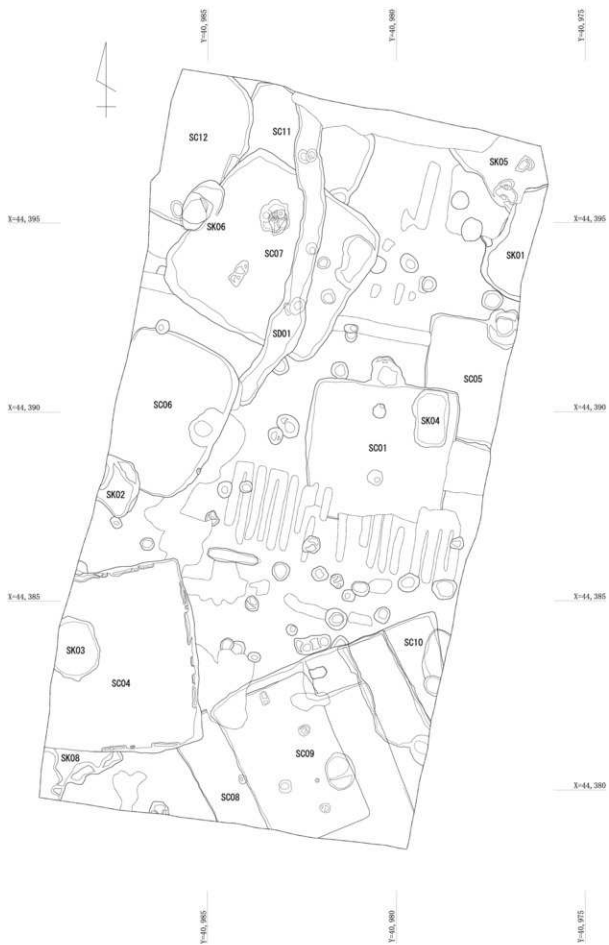 Y=40,985
Y=40,980
Y=40,975
SC12
SC11
SK05
X=44,395
X=44,395
SK06
SC07
SK01
SD01
SC05
SC06
X=44,390
X=44,390
SK04
SC01
SK02
X=44,385
X=44,385
SK03
SC10
SC04
SC09
SK08
SC08
X=44,380
Y=40,985
Y=40,980
Y=40,975